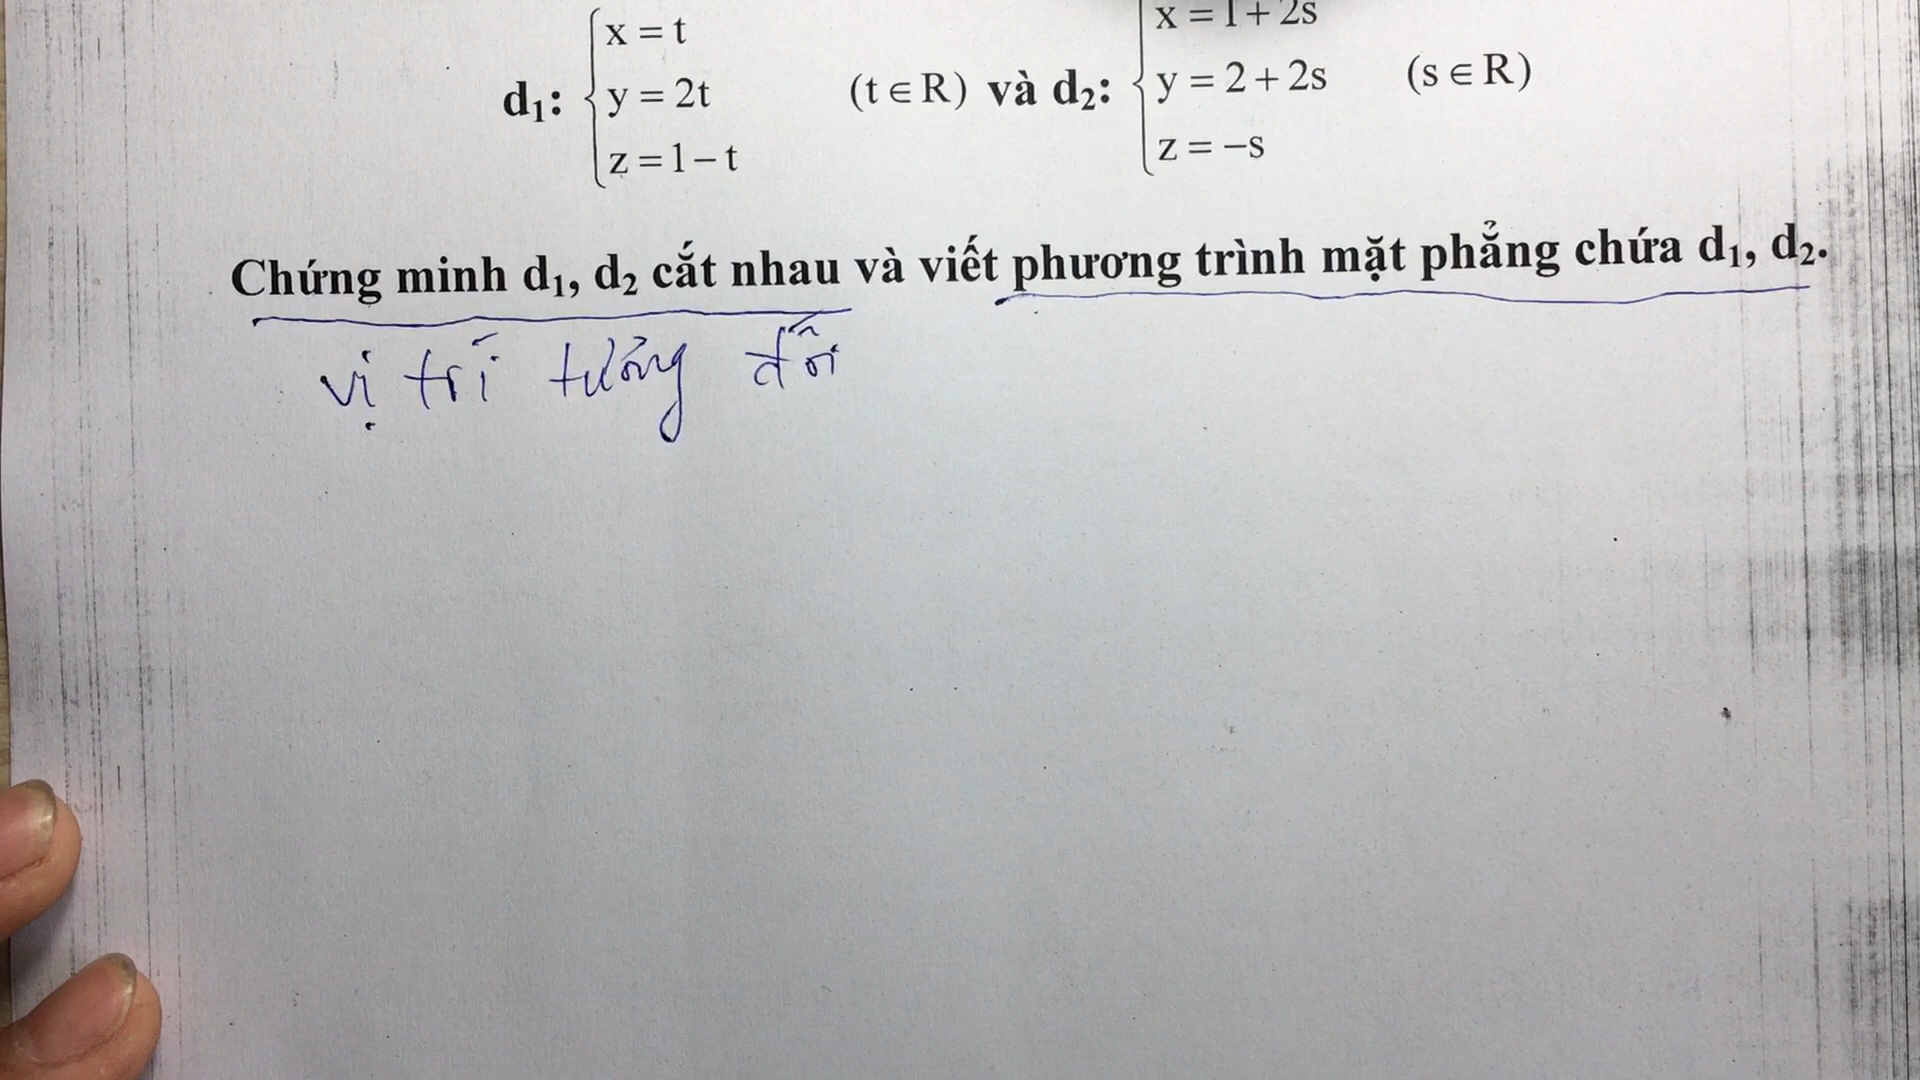 x = t
d₁: y = 2t (t ∈ R) và d₂: y = 2 + 2s (s ∈ R)
z = 1 − t
x = 1 + 2s
z = −s
Chứng minh d₁, d₂ cắt nhau và viết phương trình mặt phẳng chứa d₁, d₂.
vị trí tương đối